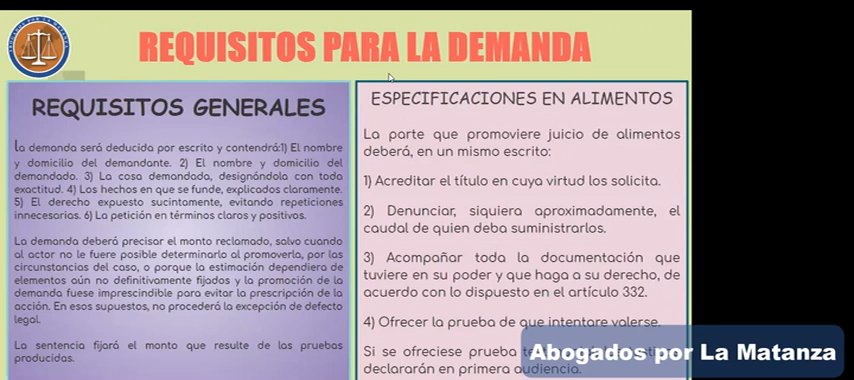 REQUISITOS PARA LA DEMANDA
REQUISITOS GENERALES
la demanda será deducida por escrito y contendrá:1) El nombre
y domicilio del demandante. 2) El nombre y domicilio del
demandado. 3) La cosa demandada, designándola con toda
exactitud. 4) Los hechos en que se funde, explicados claramente.
5) El derecho expuesto sucintamente, evitando repeticiones
innecesarias. 6) La petición en términos claros y positivos.
La demanda deberá precisar el monto reclamado, salvo cuando
al actor no le fuere posible determinarlo al promoverla, por las
circunstancias del caso, o porque la estimación dependiera de
elementos aún no definitivamente fijados y la promoción de la
demanda fuese imprescindible para evitar la prescripción de la
acción. En esos supuestos, no procederá la excepción de defecto
legal.
La sentencia fijará el monto que resulte de las pruebas
producidas.
ESPECIFICACIONES EN ALIMENTOS
La parte que promoviere juicio de alimentos
deberá, en un mismo escrito:
1) Acreditar el título en cuya virtud los solicita.
2) Denunciar, siquiera aproximadamente, el
caudal de quien deba suministrarlos.
3) Acompañar toda la documentación que
tuviere en su poder y que haga a su derecho, de
acuerdo con lo dispuesto en el artículo 332.
4) Ofrecer la prueba de que intentare valerse.
Si se ofreciese prueba
declararán en primera audiencia.
Abogados por La Matanza